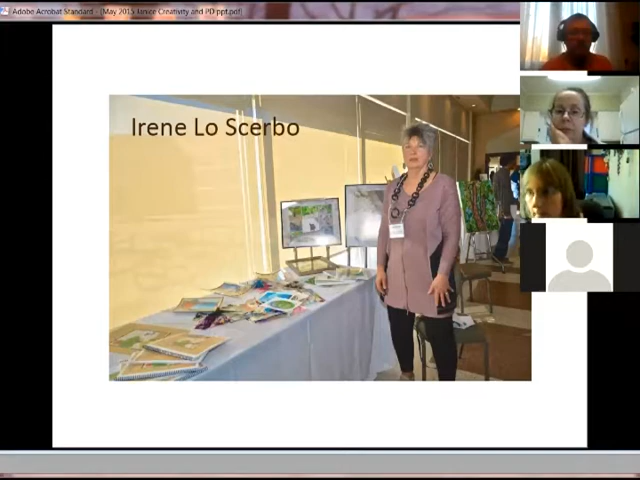 Adobe Acrobat Standard - [May 2015 Janice Creativity and PD ppt.pdf]
Irene Lo Scerbo